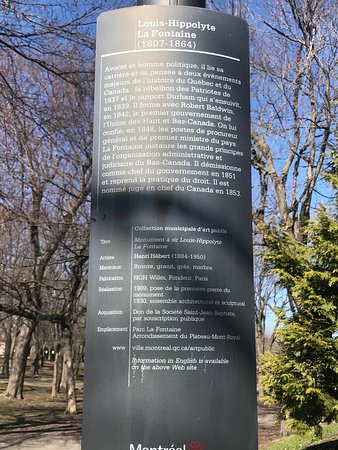 Louis-Hippolyte
La Fontaine
(1807-1864)
Avocat et homme politique, il lie sa
carrière et sa pensée à deux événements
majeurs de l'histoire du Québec et du
Canada : la rébellion des Patriotes de
1837 et le rapport Durham qui s'ensuivit,
en 1839. Il forme avec Robert Baldwin,
en 1842, le premier gouvernement de
l'Union des Haut et Bas-Canada. On lui
confie, en 1848, les postes de procureur
général et de premier ministre du pays.
La Fontaine instaure les grands principes
de l'organisation administrative et
judiciaire du Bas-Canada. Il démissionne
comme chef du gouvernement en 1851
et reprend la pratique du droit. Il est
nommé juge en chef du Canada en 1853.
Collection municipale d'art public
Titre Monument à sir Louis-Hippolyte
La Fontaine
Artiste Henri Hébert (1884-1950)
Matériaux Bronze, granit, grès, marbre
Fabrication HGH Willer, Fondeur, Paris
Réalisation 1909, pose de la première pierre du
monument
1930, ensemble architectural et sculptural
Acquisition Don de la Société Saint-Jean-Baptiste,
par souscription publique
Emplacement Parc La Fontaine
Arrondissement du Plateau-Mont-Royal
www ville.montreal.qc.ca/artpublic
Information in English is available
on the above Web site
Montréal